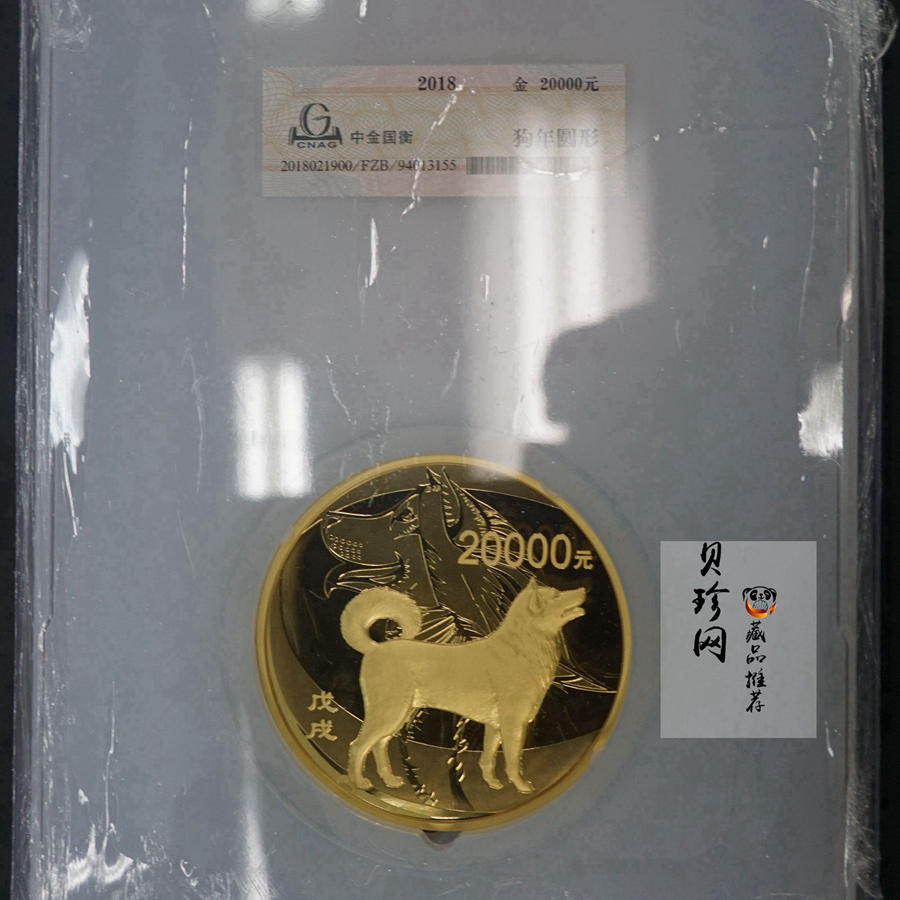 2018 金 20000元
CNAG 中金国衡 狗年圆形
2018021900/FZB/94013155
20000元
戊
戌
贝珍网
藏品推荐